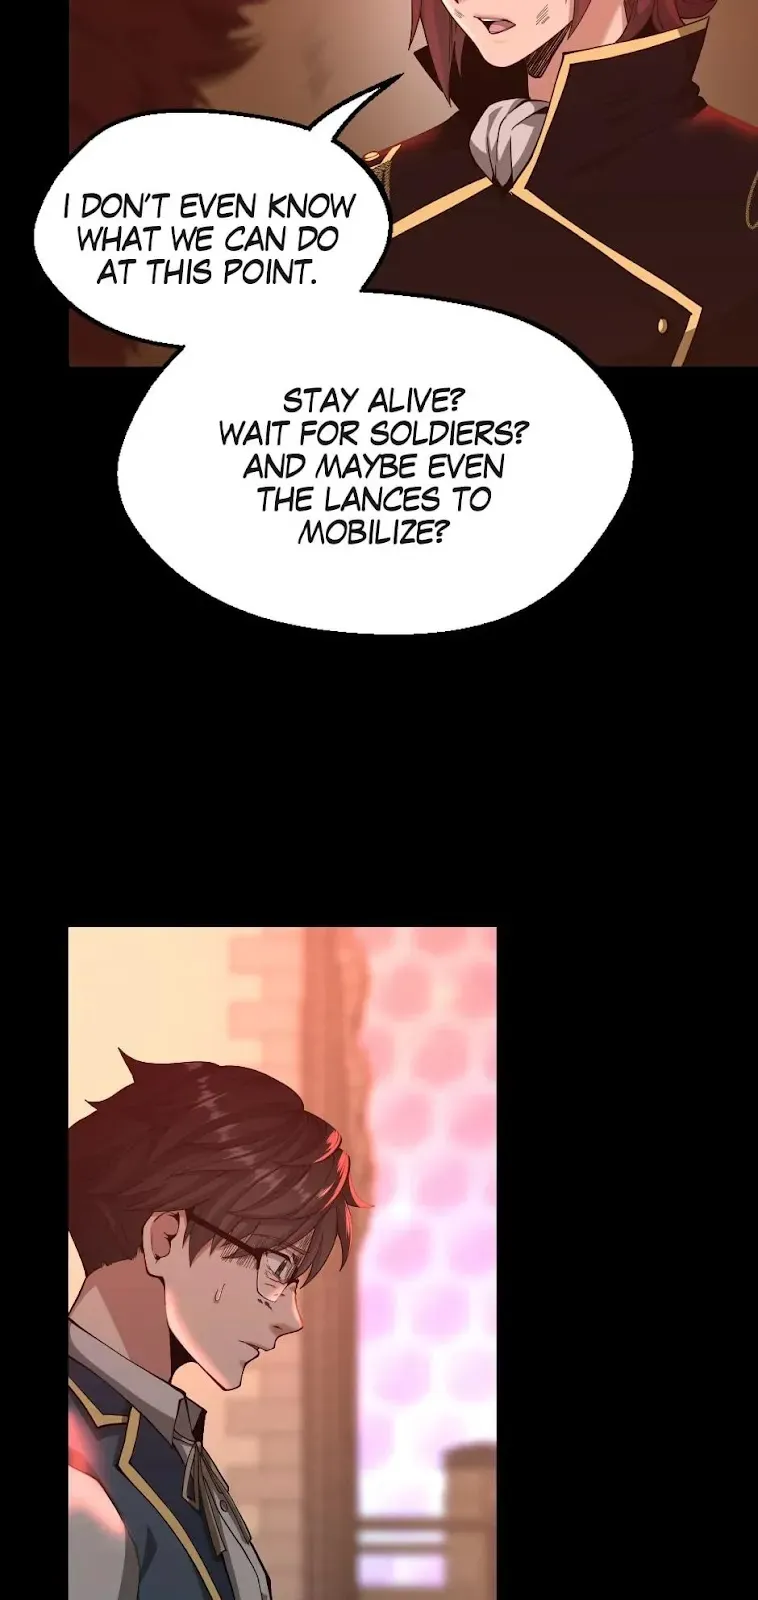 I DON'T EVEN KNOW
WHAT WE CAN DO
AT THIS POINT.
STAY ALIVE?
WAIT FOR SOLDIERS?
AND MAYBE EVEN
THE LANCES TO
MOBILIZE?